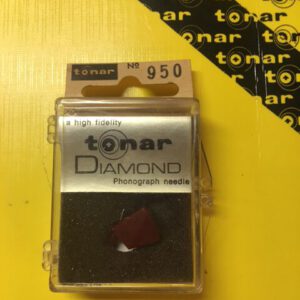 tonar
tonar
tonar
tonar
tonar
tonar № 950
a high fidelity
tonar
DIAMOND
Phonograph needle